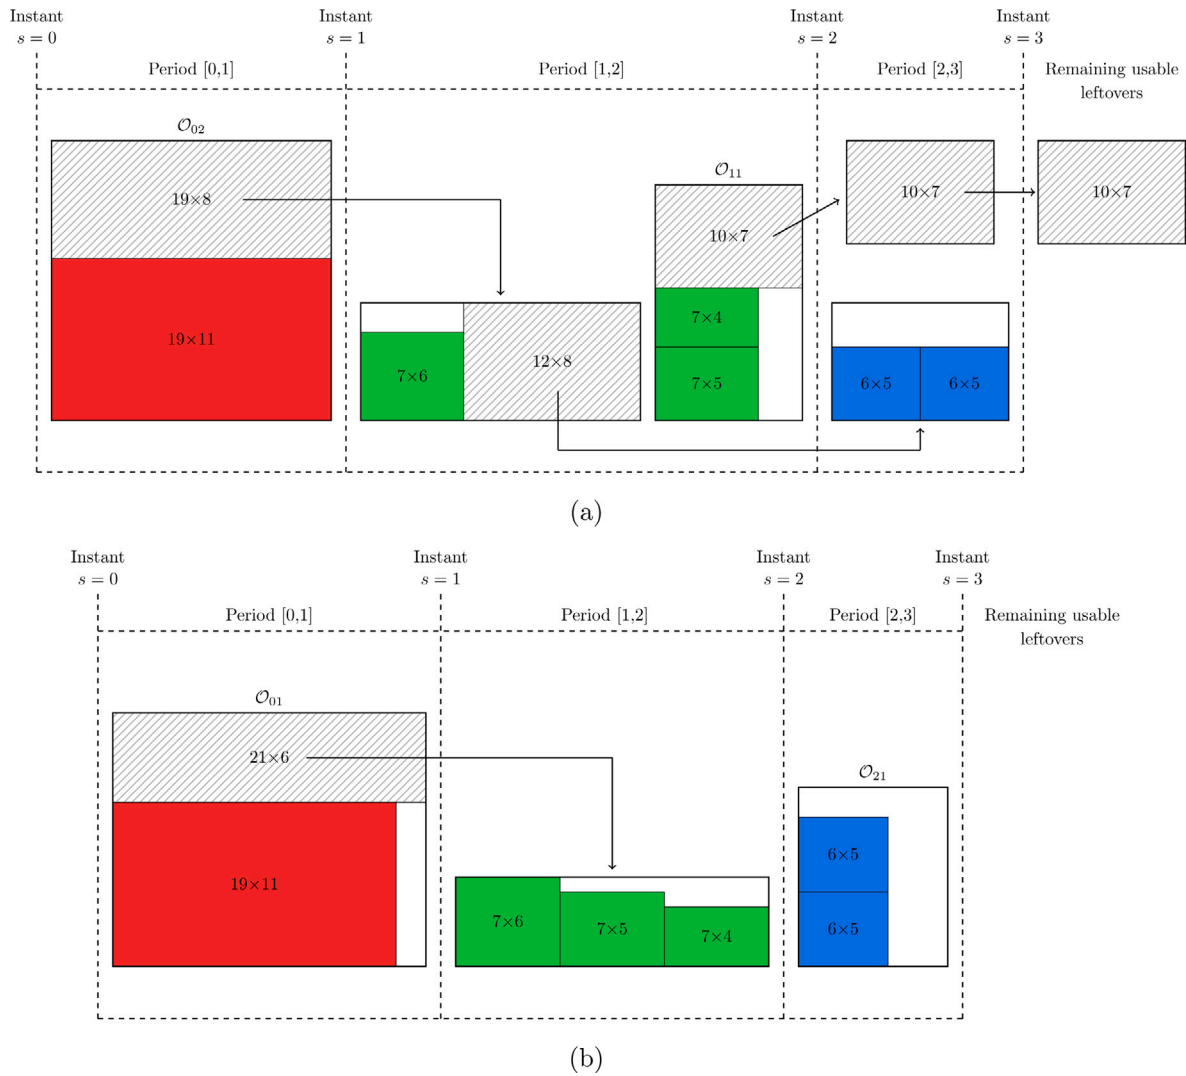 Instant Instant Instant Instant
s = 0 s = 1 s = 2 s = 3
Period [0,1] Period [1,2] Period [2,3] Remaining usable
leftovers
𝒪₀₂
𝒪₁₁
19×8
10×7
10×7
10×7
19×11
7×4
7×6
12×8
7×5
6×5
6×5
(a)
Instant Instant Instant Instant
s = 0 s = 1 s = 2 s = 3
Period [0,1] Period [1,2] Period [2,3] Remaining usable
leftovers
𝒪₀₁
21×6
𝒪₂₁
19×11
7×6
7×5
7×4
6×5
6×5
(b)